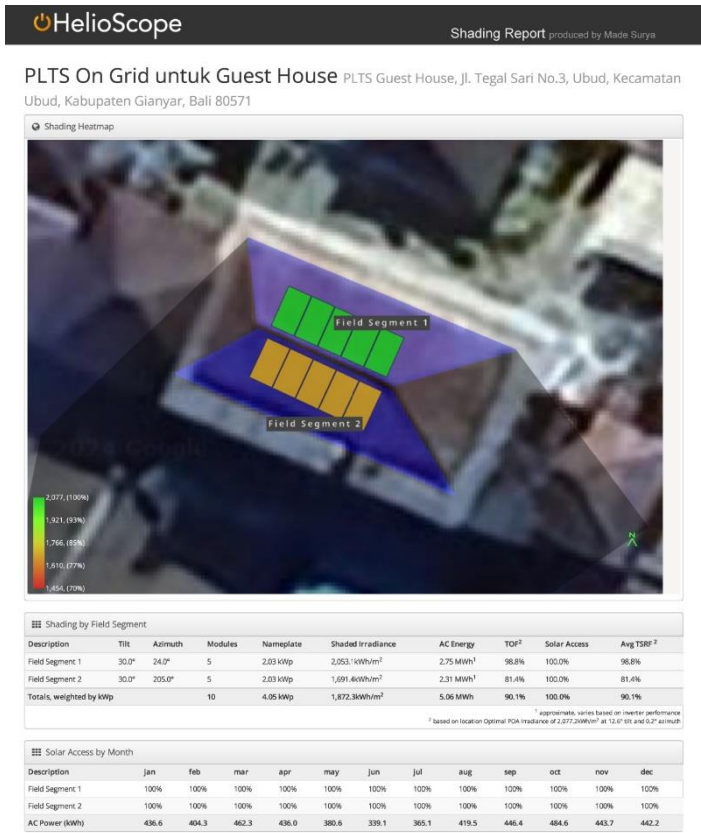 HelioScope
Shading Report produced by Made Surya
PLTS On Grid untuk Guest House PLTS Guest House, Jl. Tegal Sari No.3, Ubud, Kecamatan
Ubud, Kabupaten Gianyar, Bali 80571
Shading Heatmap
Field Segment 1
Field Segment 2
2,077, (100%)
1,921, (93%)
1,766, (85%)
1,610, (77%)
1,454, (70%)
N
Shading by Field Segment
Description Tilt Azimuth Modules Nameplate Shaded Irradiance AC Energy TOF2 Solar Access Avg TSRF 2
Field Segment 1 30.0° 24.0° 5 2.03 kWp 2,053.1kWh/m2 2.75 MWh1 98.8% 100.0% 98.8%
Field Segment 2 30.0° 205.0° 5 2.03 kWp 1,691.4kWh/m2 2.31 MWh1 81.4% 100.0% 81.4%
Totals, weighted by kWp 10 4.05 kWp 1,872.3kWh/m2 5.06 MWh 90.1% 100.0% 90.1%
1 approximate, varies based on inverter performance
2 based on location Optimal POA Irradiance of 2,077.2kWh/m2 at 12.6° tilt and 0.2° azimuth
Solar Access by Month
Description jan feb mar apr may jun jul aug sep oct nov dec
Field Segment 1 100% 100% 100% 100% 100% 100% 100% 100% 100% 100% 100% 100%
Field Segment 2 100% 100% 100% 100% 100% 100% 100% 100% 100% 100% 100% 100%
AC Power (kWh) 436.6 404.3 462.3 436.0 380.6 339.1 365.1 419.5 446.4 484.6 443.7 442.2